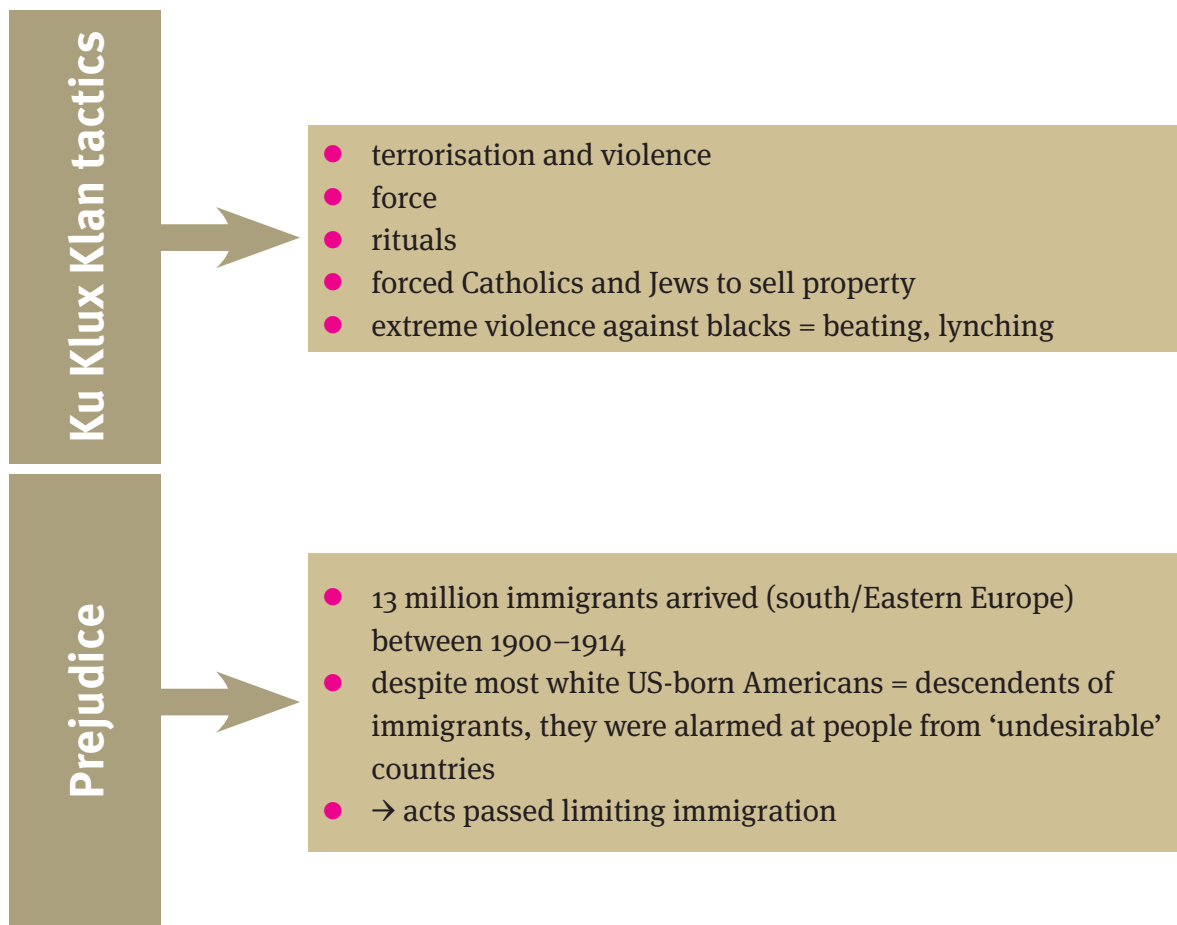 Ku Klux Klan tactics
● terrorisation and violence
● force
● rituals
● forced Catholics and Jews to sell property
● extreme violence against blacks = beating, lynching
Prejudice
● 13 million immigrants arrived (south/Eastern Europe)
between 1900–1914
● despite most white US-born Americans = descendents of
immigrants, they were alarmed at people from ‘undesirable’
countries
● → acts passed limiting immigration